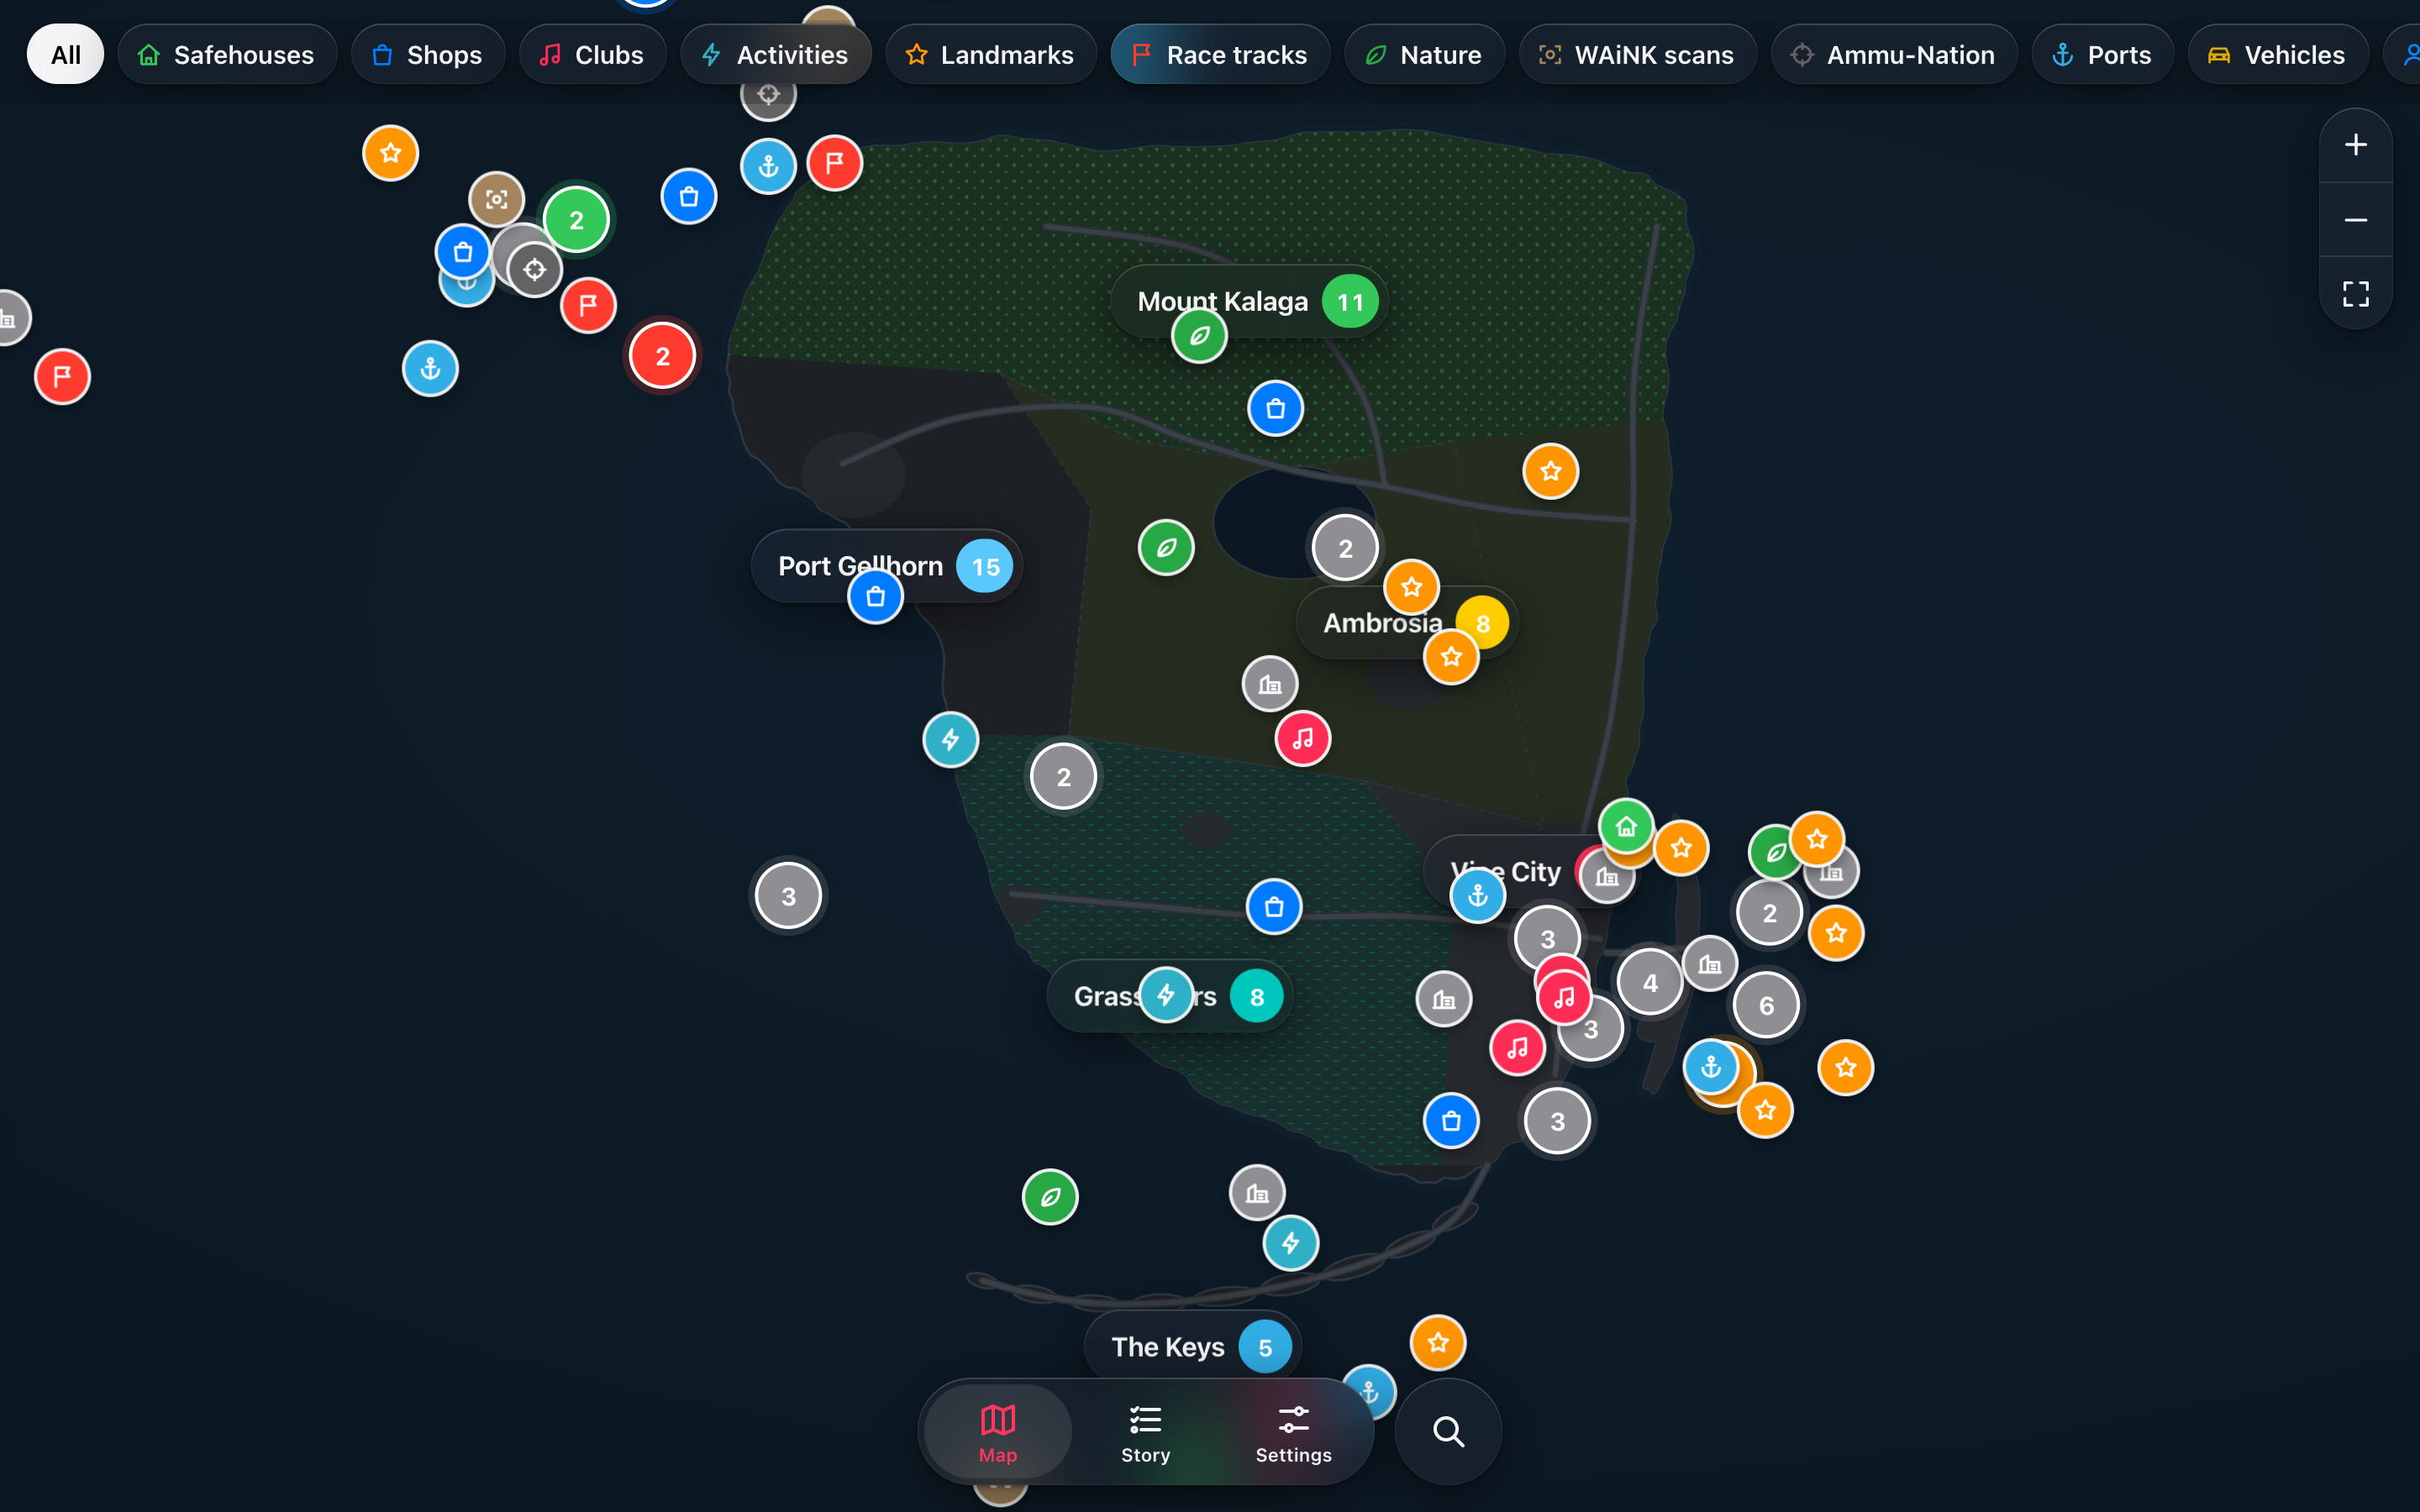 All
Safehouses
Shops
Clubs
Activities
Landmarks
Race tracks
Nature
WAiNK scans
Ammu-Nation
Ports
Vehicles
2
2
Mount Kalaga 11
2
Port Gellhorn 15
Ambrosia 8
2
Vice City
3
2
3
4
6
8
3
3
The Keys 5
Map
Story
Settings